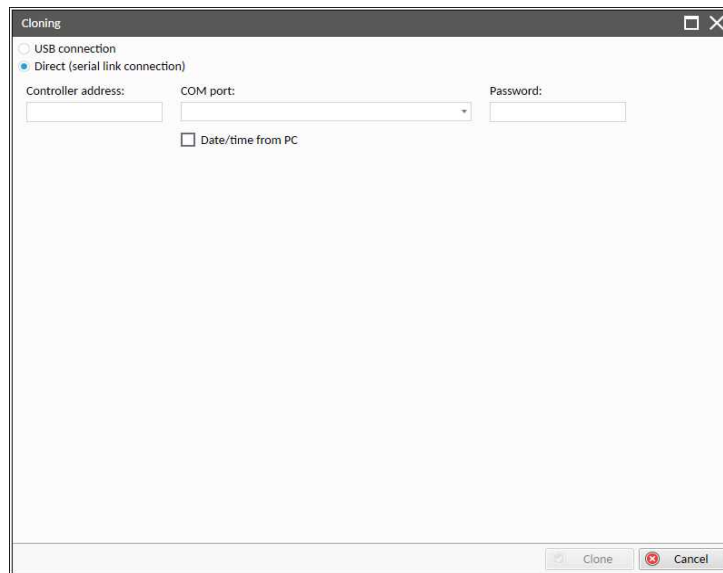 Cloning
USB connection
Direct (serial link connection)
Controller address: COM port: Password:
Date/time from PC
Clone Cancel